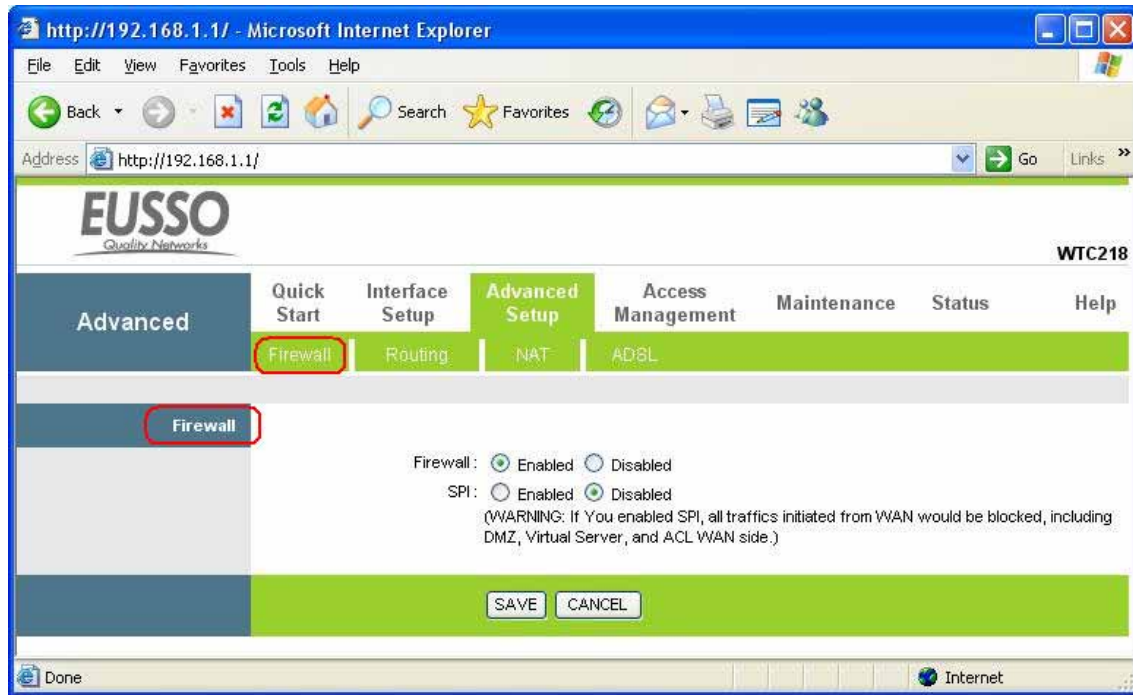 http://192.168.1.1/ - Microsoft Internet Explorer
File Edit View Favorites Tools Help
Back Search Favorites
Address http://192.168.1.1/ Go Links »
EUSSO
Quality Networks
WTC218
Advanced
Quick Start
Interface Setup
Advanced Setup
Access Management
Maintenance
Status
Help
Firewall Routing NAT ADSL
Firewall
Firewall : Enabled Disabled
SPI : Enabled Disabled
(WARNING: If You enabled SPI, all traffics initiated from WAN would be blocked, including
DMZ, Virtual Server, and ACL WAN side.)
SAVE CANCEL
Done Internet